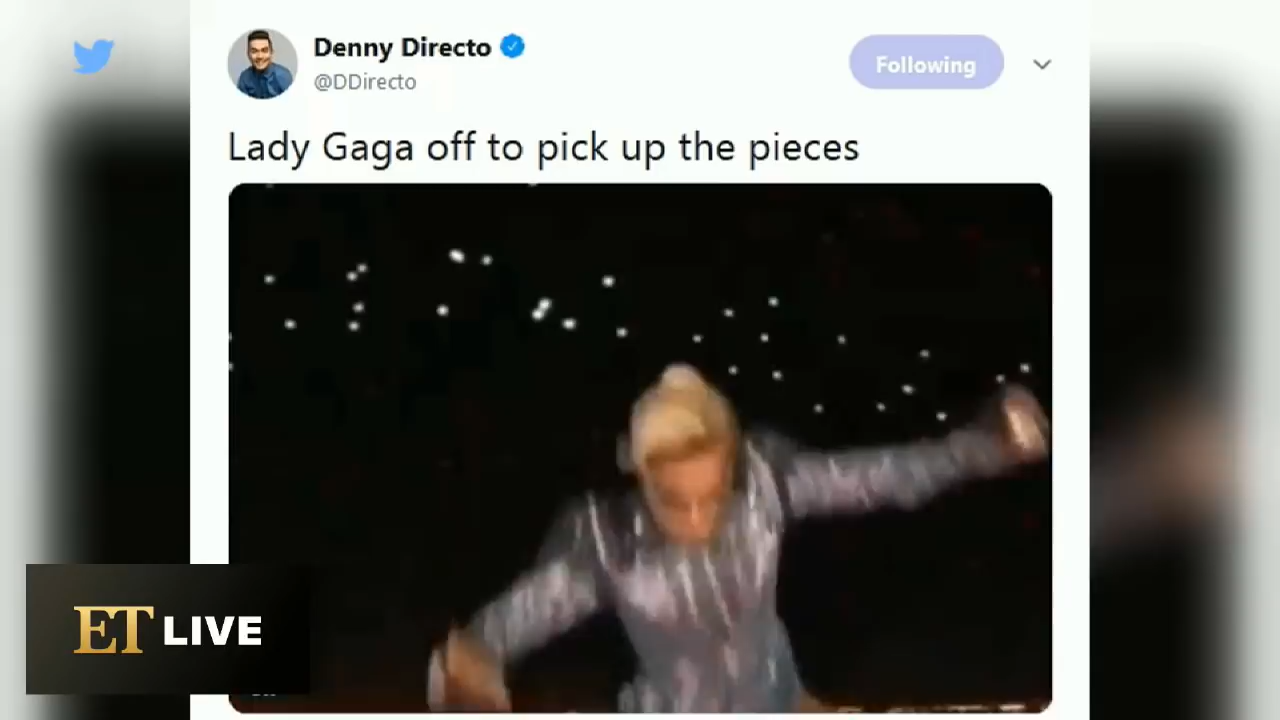 Denny Directo
@DDirecto
Following
Lady Gaga off to pick up the pieces
ET LIVE